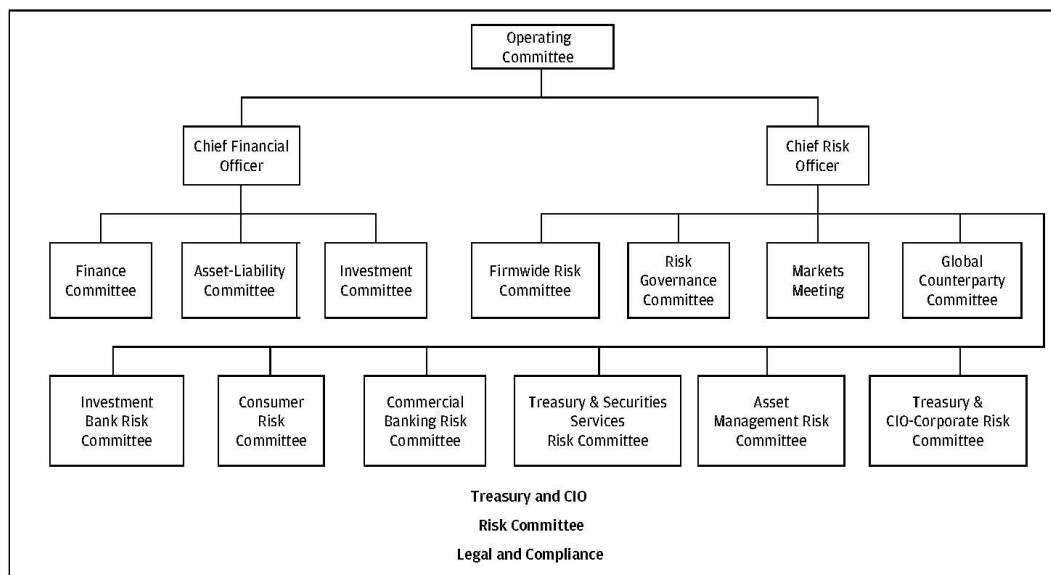 Operating
Committee
Chief Financial
Officer
Chief Risk
Officer
Finance
Committee
Asset-Liability
Committee
Investment
Committee
Firmwide Risk
Committee
Risk
Governance
Committee
Markets
Meeting
Global
Counterparty
Committee
Investment
Bank Risk
Committee
Consumer
Risk
Committee
Commercial
Banking Risk
Committee
Treasury & Securities
Services
Risk Committee
Asset
Management Risk
Committee
Treasury &
CIO-Corporate Risk
Committee
Treasury and CIO
Risk Committee
Legal and Compliance